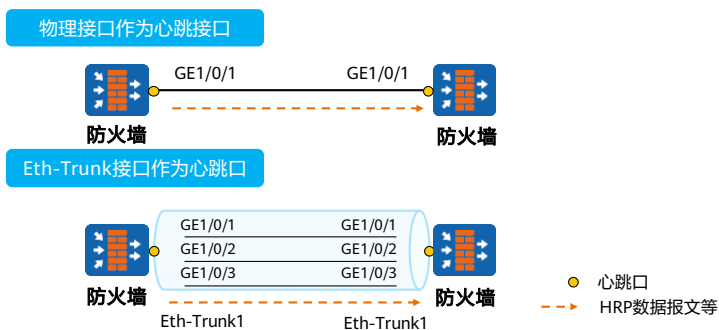 物理接口作为心跳接口
GE1/0/1 GE1/0/1
防火墙 防火墙
Eth-Trunk接口作为心跳口
GE1/0/1 GE1/0/1
GE1/0/2 GE1/0/2
GE1/0/3 GE1/0/3
防火墙 防火墙
Eth-Trunk1 Eth-Trunk1
心跳口
HRP数据报文等